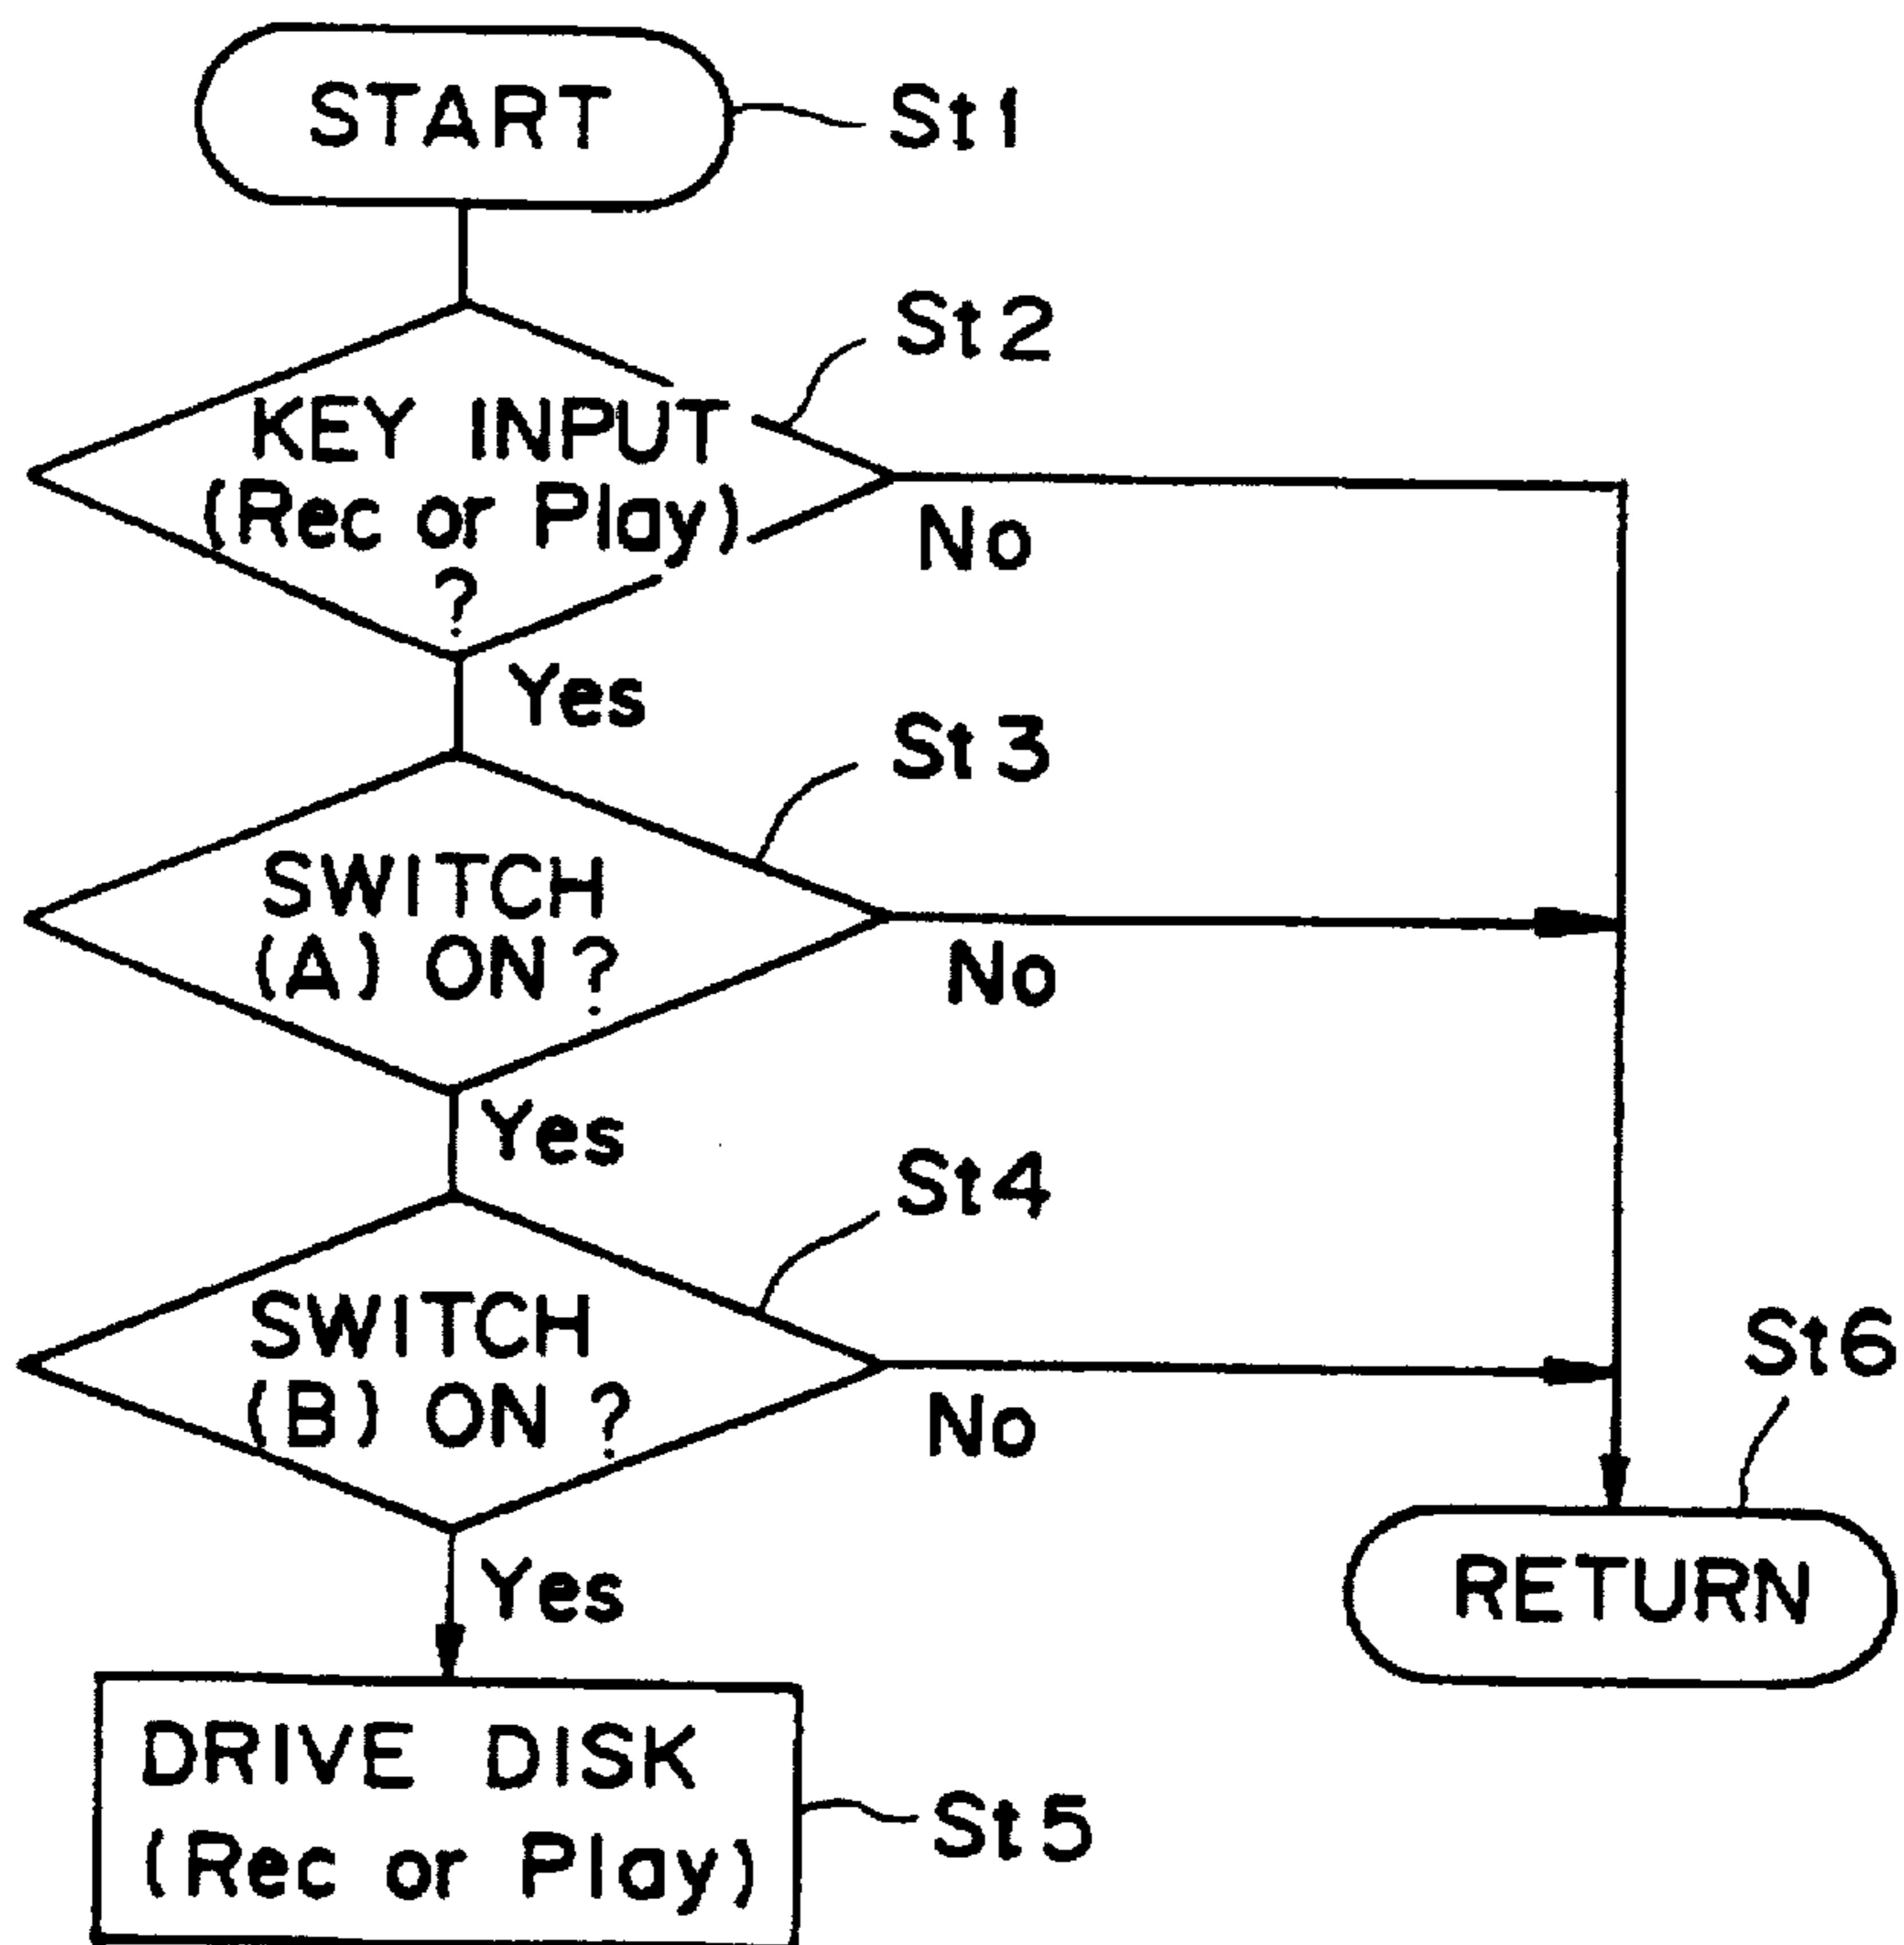 START
St1
St2
KEY INPUT
(Rec or Play)
?
No
Yes
St3
SWITCH
(A) ON ?
No
Yes
St4
SWITCH
(B) ON ?
No
St6
Yes
RETURN
DRIVE DISK
(Rec or Play)
St5